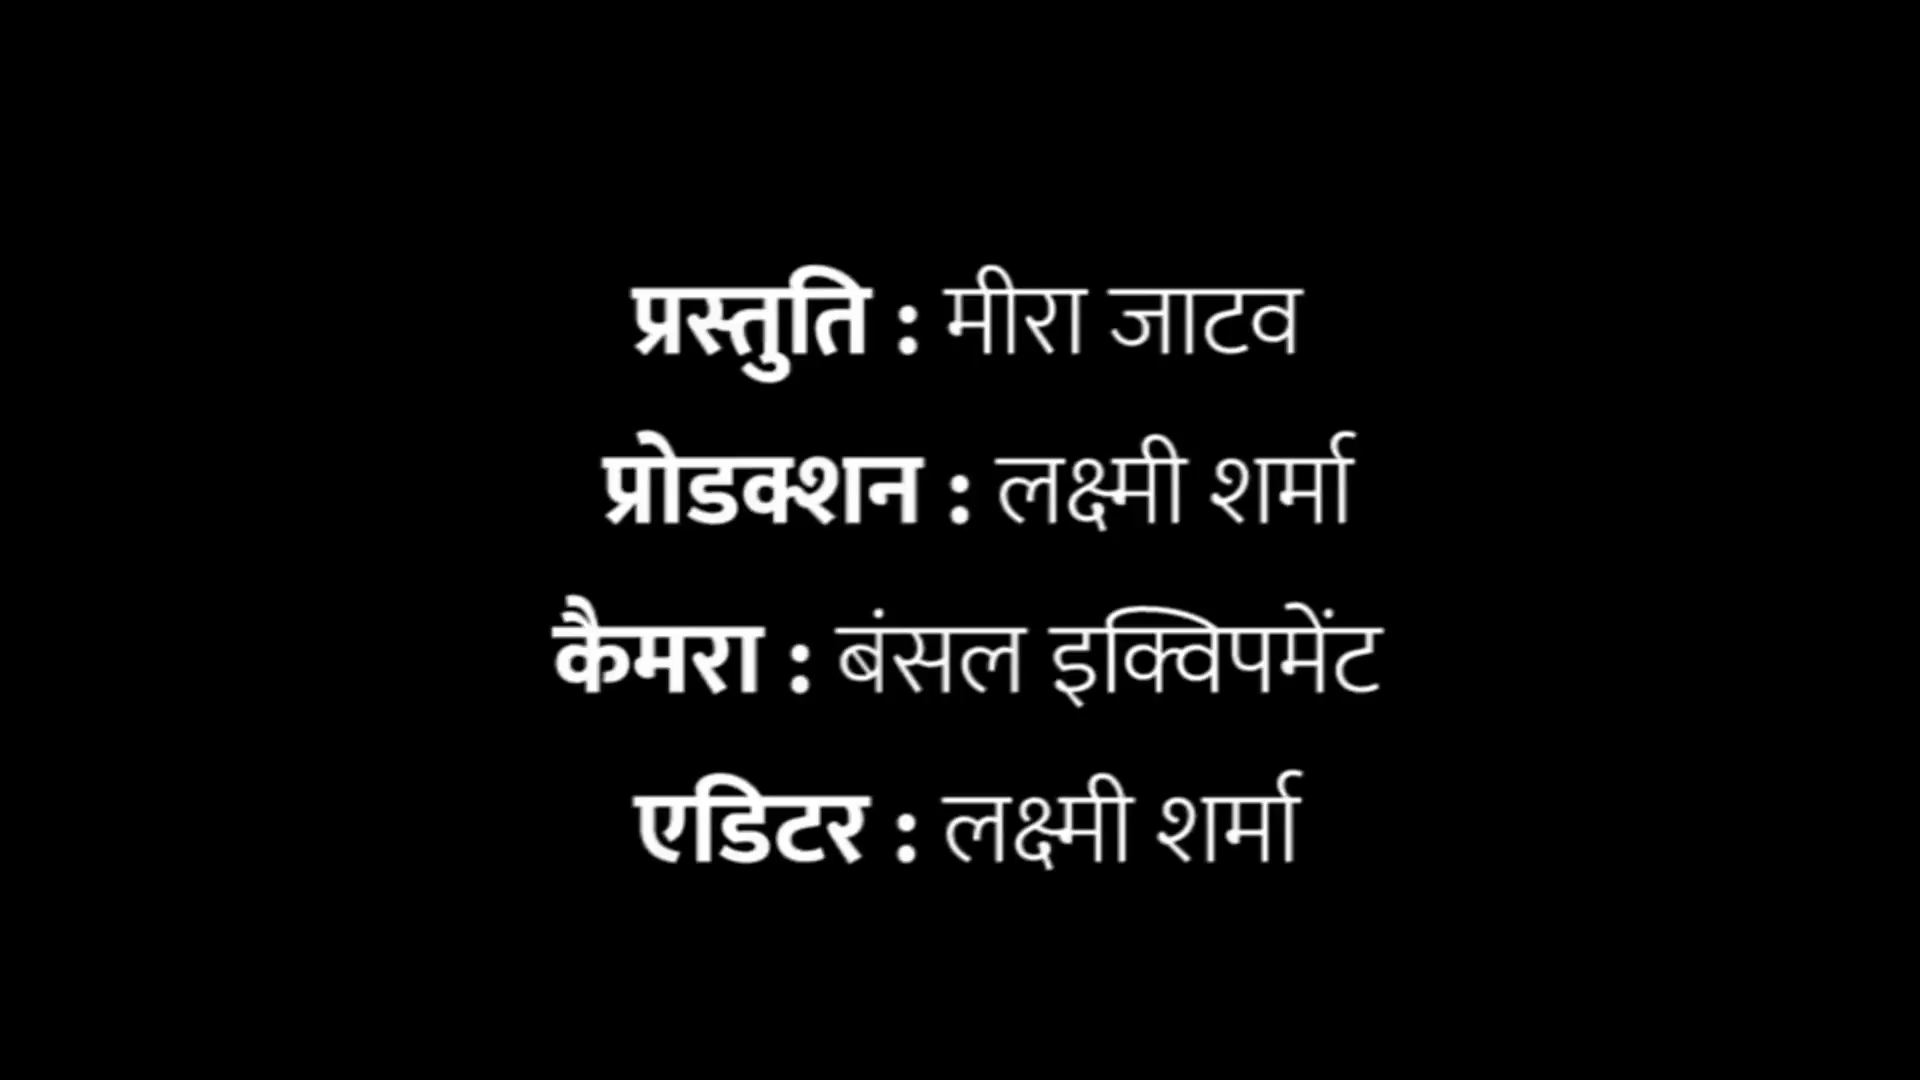 प्रस्तुति : मीरा जाटव
प्रोडक्शन : लक्ष्मी शर्मा
कैमरा : बंसल इक्विपमेंट
एडिटर : लक्ष्मी शर्मा